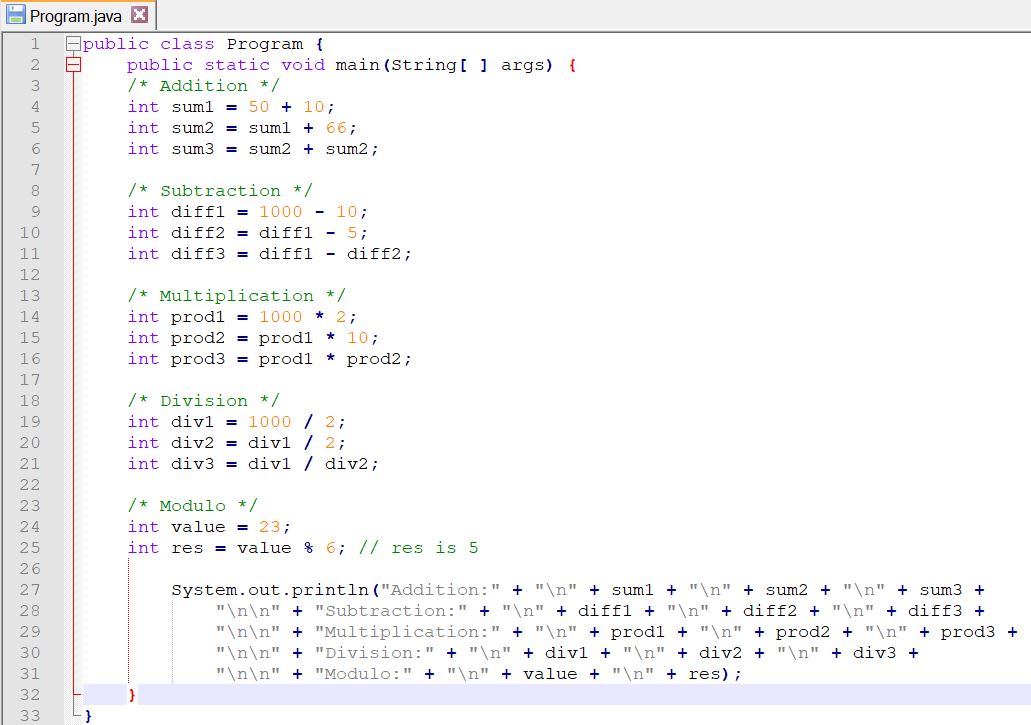 Program.java
1 public class Program {
2 public static void main(String[ ] args) {
3 /* Addition */
4 int sum1 = 50 + 10;
5 int sum2 = sum1 + 66;
6 int sum3 = sum2 + sum2;
7
8 /* Subtraction */
9 int diff1 = 1000 - 10;
10 int diff2 = diff1 - 5;
11 int diff3 = diff1 - diff2;
12
13 /* Multiplication */
14 int prod1 = 1000 * 2;
15 int prod2 = prod1 * 10;
16 int prod3 = prod1 * prod2;
17
18 /* Division */
19 int div1 = 1000 / 2;
20 int div2 = div1 / 2;
21 int div3 = div1 / div2;
22
23 /* Modulo */
24 int value = 23;
25 int res = value % 6; // res is 5
26
27 System.out.println("Addition:" + "\n" + sum1 + "\n" + sum2 + "\n" + sum3 +
28 "\n\n" + "Subtraction:" + "\n" + diff1 + "\n" + diff2 + "\n" + diff3 +
29 "\n\n" + "Multiplication:" + "\n" + prod1 + "\n" + prod2 + "\n" + prod3 +
30 "\n\n" + "Division:" + "\n" + div1 + "\n" + div2 + "\n" + div3 +
31 "\n\n" + "Modulo:" + "\n" + value + "\n" + res);
32 }
33 }